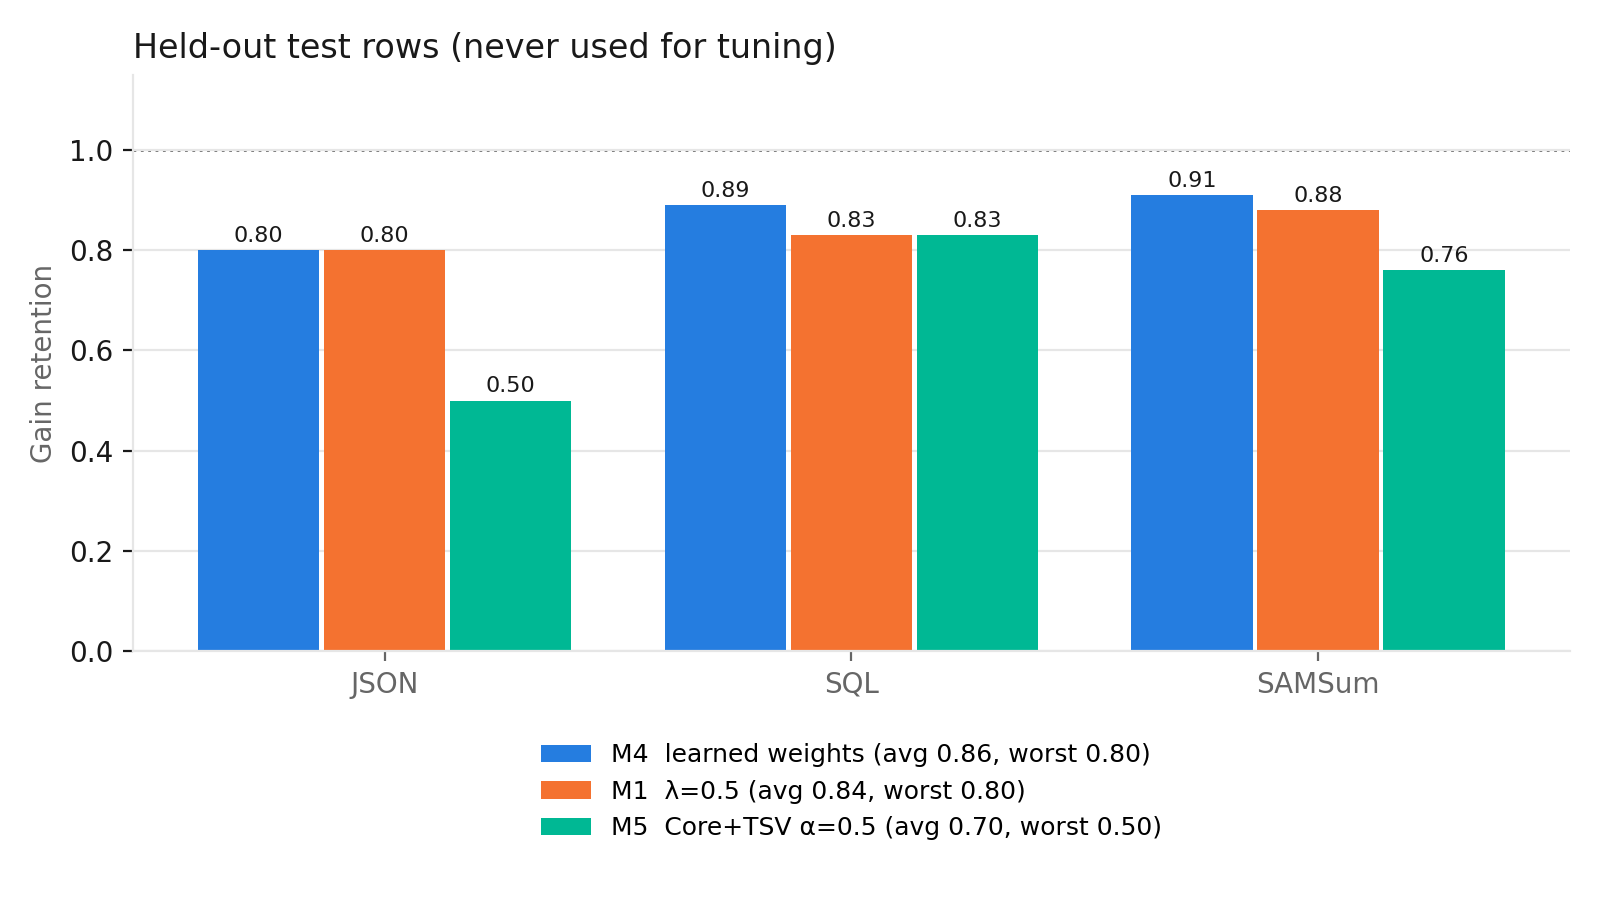 Held-out test rows (never used for tuning)
Gain retention
1.0
0.8
0.6
0.4
0.2
0.0
0.80
0.80
0.50
0.89
0.83
0.83
0.91
0.88
0.76
JSON
SQL
SAMSum
M4 learned weights (avg 0.86, worst 0.80)
M1 λ=0.5 (avg 0.84, worst 0.80)
M5 Core+TSV α=0.5 (avg 0.70, worst 0.50)